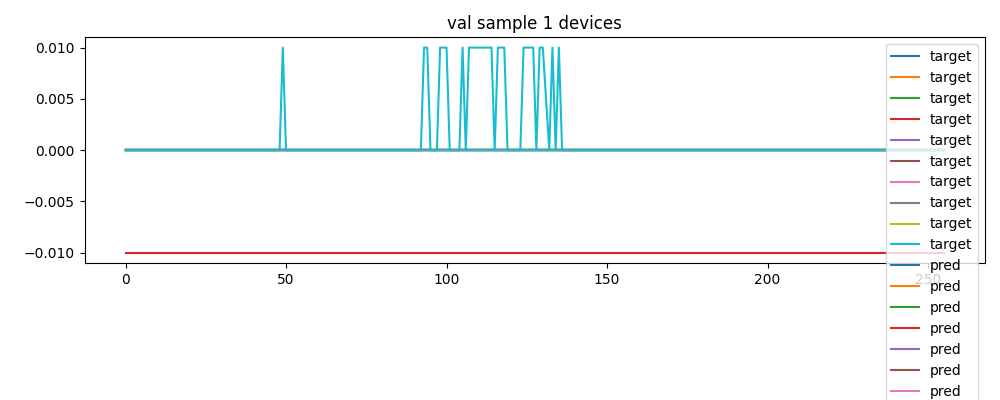 val sample 1 devices
0.010
0.005
0.000
−0.005
−0.010
0
50
100
150
200
250
target
target
target
target
target
target
target
target
target
target
pred
pred
pred
pred
pred
pred
pred